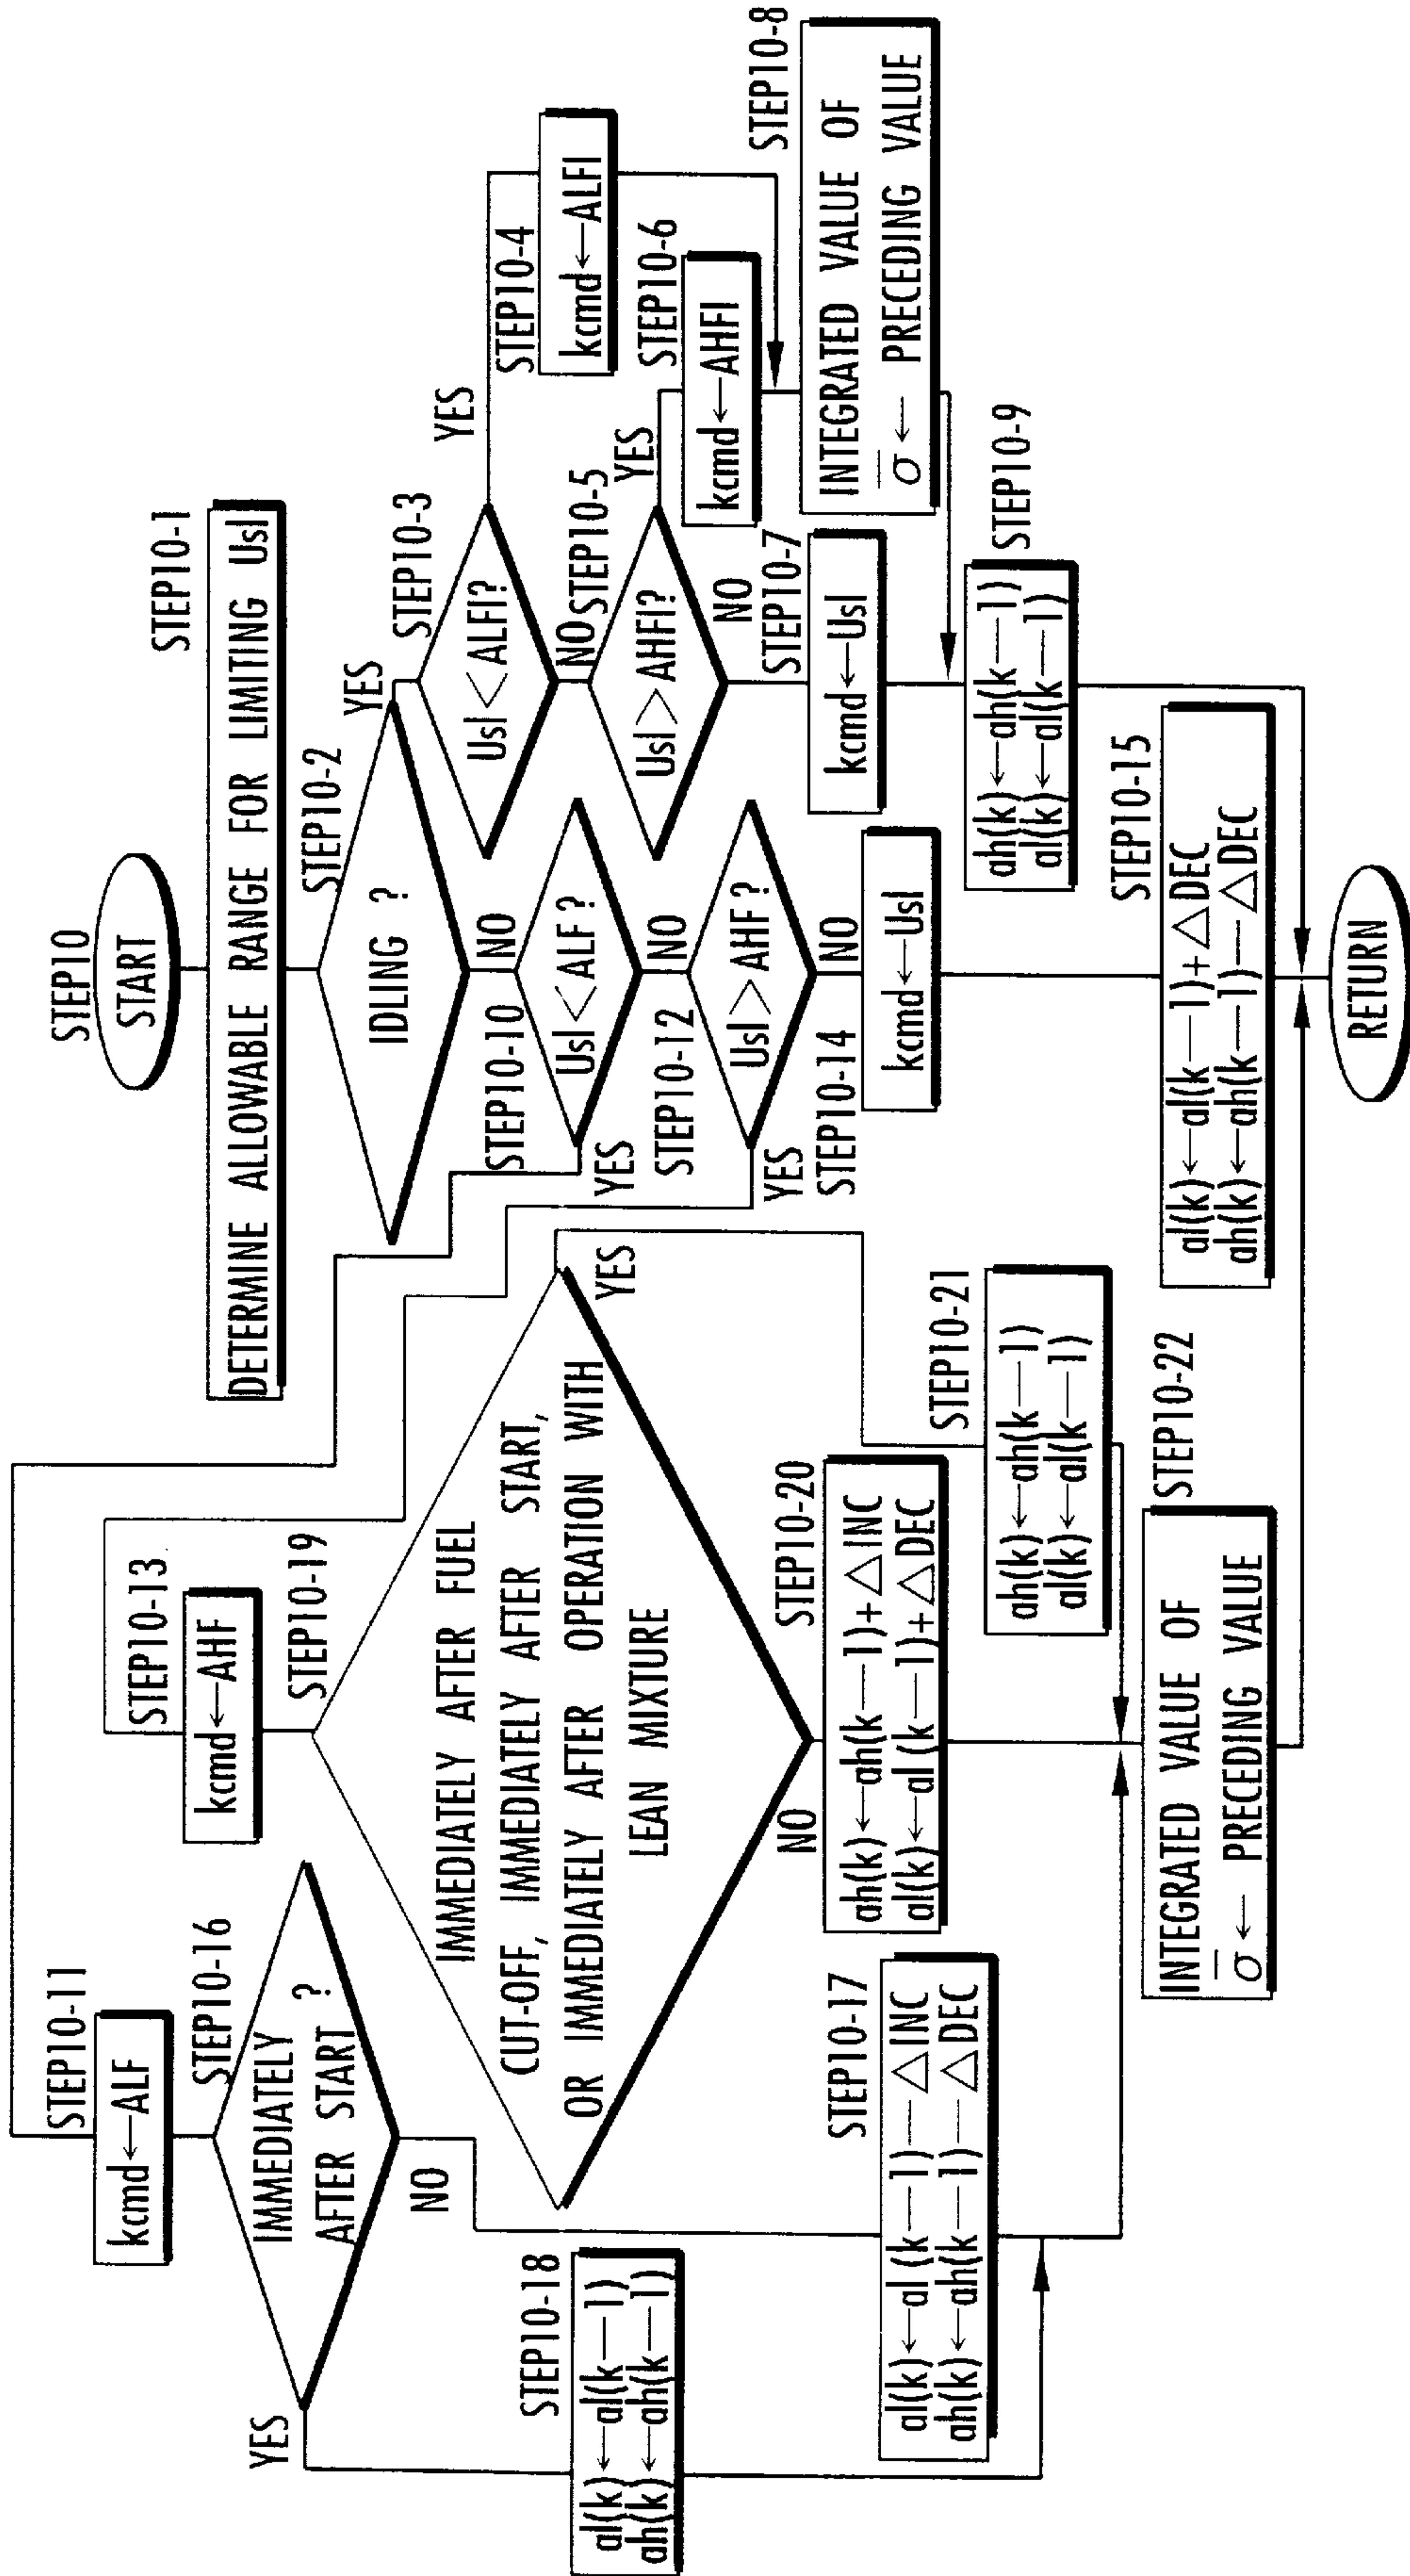 STEP10
START
STEP10-1
DETERMINE ALLOWABLE RANGE FOR LIMITING Usl
STEP10-2
IDLING ?
YES
NO
STEP10-3
Usl<ALFI?
YES
NO
STEP10-4
kcmd←ALFI
STEP10-5
Usl>AHFI?
YES
NO
STEP10-6
kcmd←AHFI
STEP10-7
kcmd←Usl
STEP10-8
INTEGRATED VALUE OF
σ̅ ← PRECEDING VALUE
STEP10-9
ah(k)←ah(k—1)
al(k)←al(k—1)
STEP10-10
Usl<ALF?
YES
NO
STEP10-12
Usl>AHF?
YES
NO
STEP10-14
kcmd←Usl
STEP10-15
al(k)←al(k—1)+△DEC
ah(k)←ah(k—1)—△DEC
STEP10-13
kcmd←AHF
STEP10-19
IMMEDIATELY AFTER FUEL
CUT-OFF, IMMEDIATELY AFTER START,
OR IMMEDIATELY AFTER OPERATION WITH
LEAN MIXTURE
YES
NO
STEP10-20
ah(k)←ah(k—1)+△INC
al(k)←al(k—1)+△DEC
STEP10-21
ah(k)←ah(k—1)
al(k)←al(k—1)
STEP10-11
kcmd←ALF
STEP10-16
IMMEDIATELY
AFTER START ?
YES
NO
STEP10-18
al(k)←al(k—1)
ah(k)←ah(k—1)
STEP10-17
al(k)←al(k—1)—△INC
ah(k)←ah(k—1)—△DEC
STEP10-22
INTEGRATED VALUE OF
σ̅ ← PRECEDING VALUE
RETURN